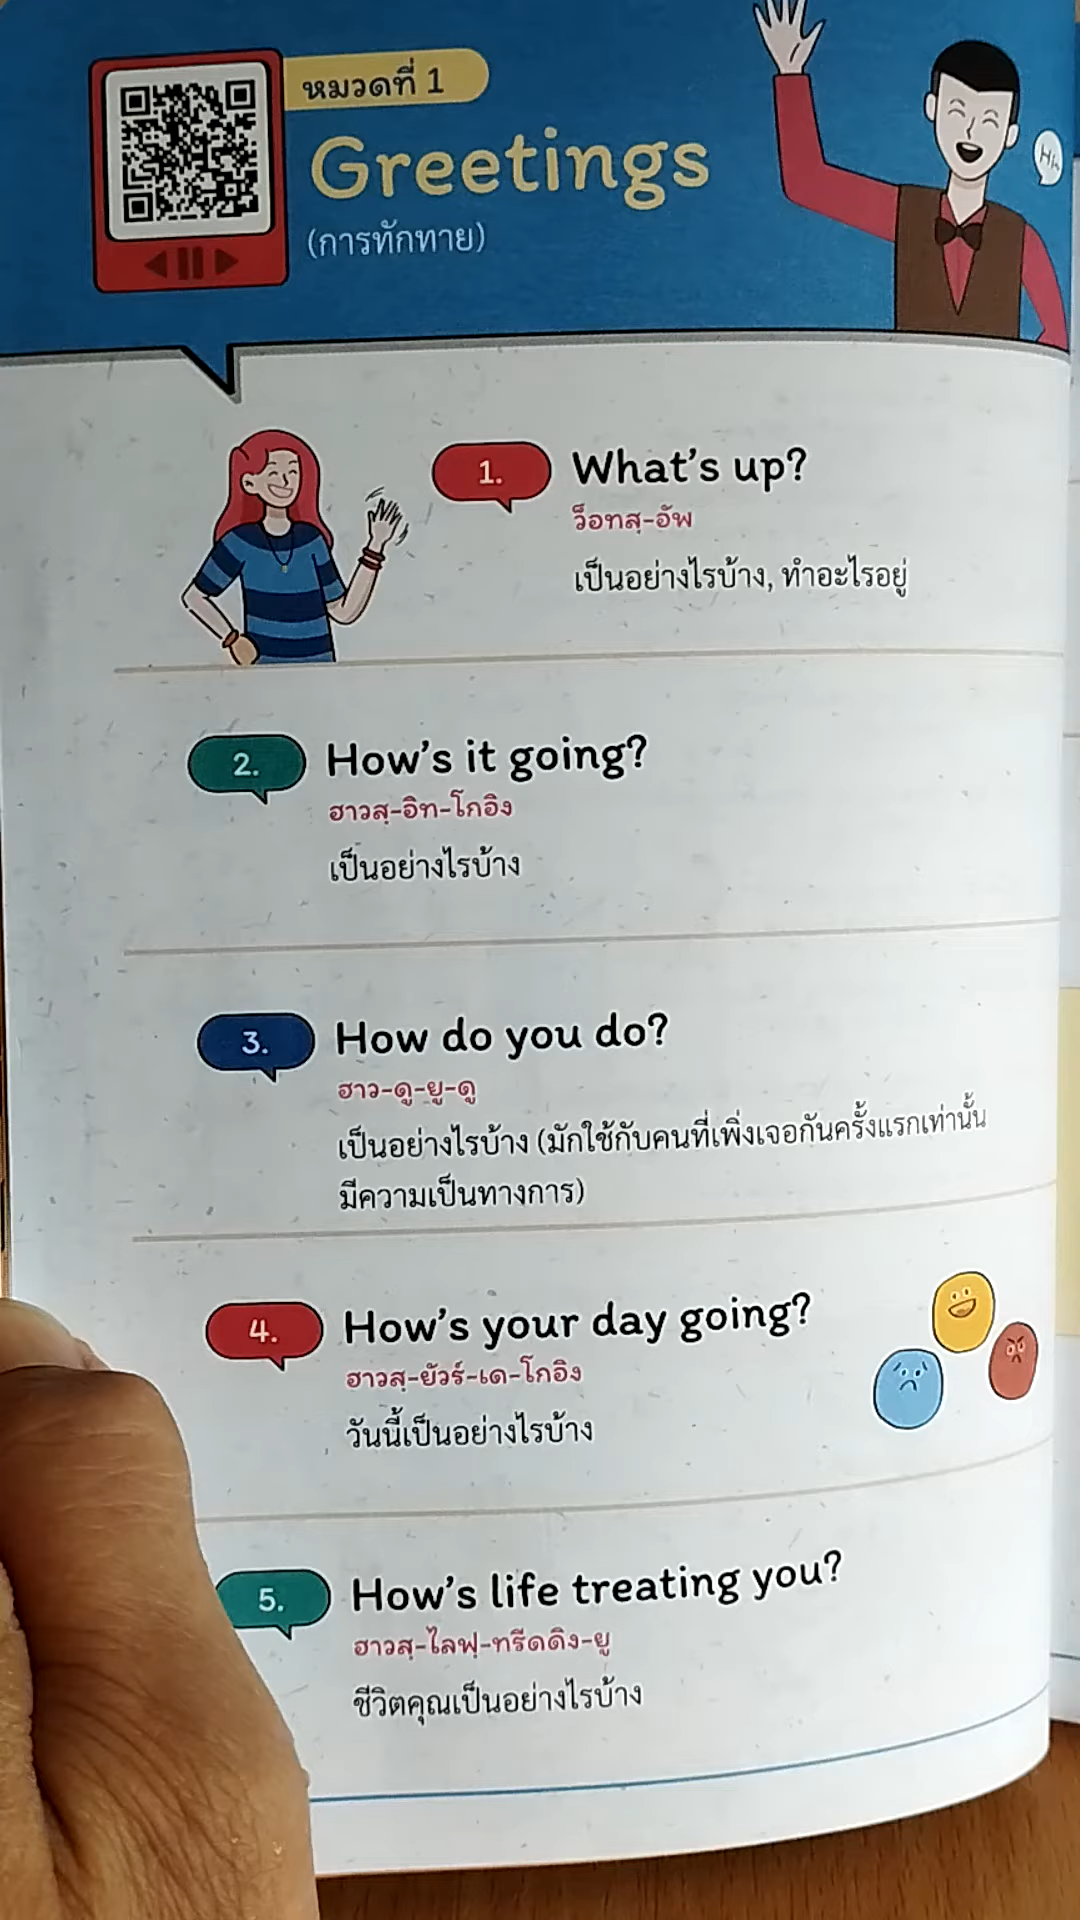 หมวดที่ 1
Greetings
(การทักทาย)
1. What's up?
ว็อทสฺ-อัพ
เป็นอย่างไรบ้าง, ทำอะไรอยู่
2. How's it going?
ฮาวสฺ-อิท-โกอิง
เป็นอย่างไรบ้าง
3. How do you do?
ฮาว-ดู-ยู-ดู
เป็นอย่างไรบ้าง (มักใช้กับคนที่เพิ่งเจอกันครั้งแรกเท่านั้น
มีความเป็นทางการ)
4. How's your day going?
ฮาวสฺ-ยัวร์-เด-โกอิง
วันนี้เป็นอย่างไรบ้าง
5. How's life treating you?
ฮาวสฺ-ไลฟฺ-ทรีดดิง-ยู
ชีวิตคุณเป็นอย่างไรบ้าง